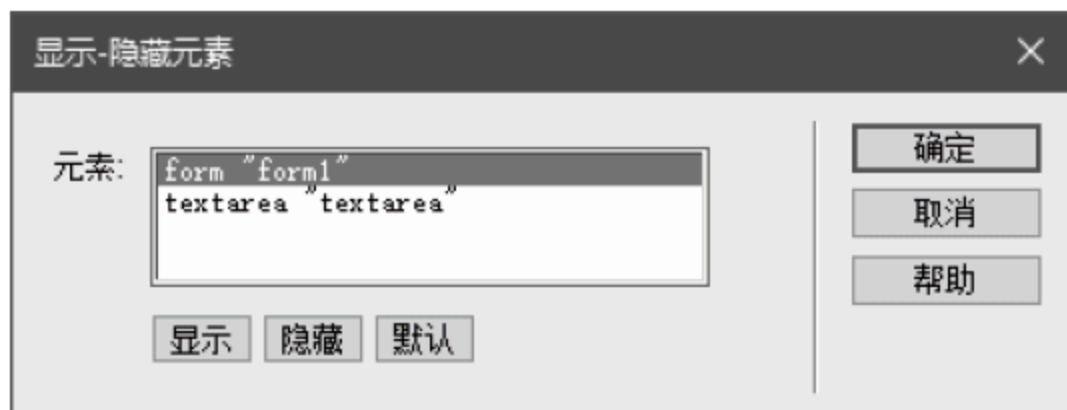 显示-隐藏元素
元素:
form "form1"
textarea "textarea"
显示 隐藏 默认
确定
取消
帮助